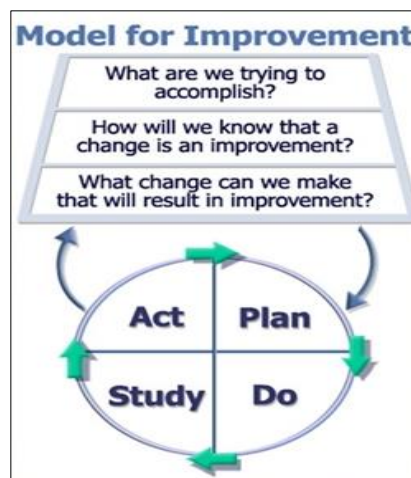 Model for Improvement
What are we trying to
accomplish?
How will we know that a
change is an improvement?
What change can we make
that will result in improvement?
Act
Plan
Study
Do